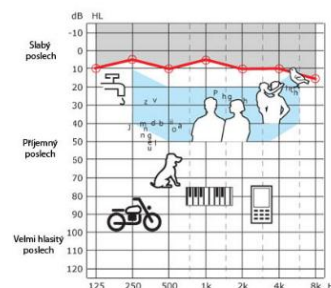 dB HL
-10
0
10
20
30
40
50
60
70
80
90
100
110
120
Slabý
poslech
Příjemný
poslech
Velmi hlasitý
poslech
z v
p
h
g
j
m d b
n
o
a
125 250 500 1k 2k 4k 8k